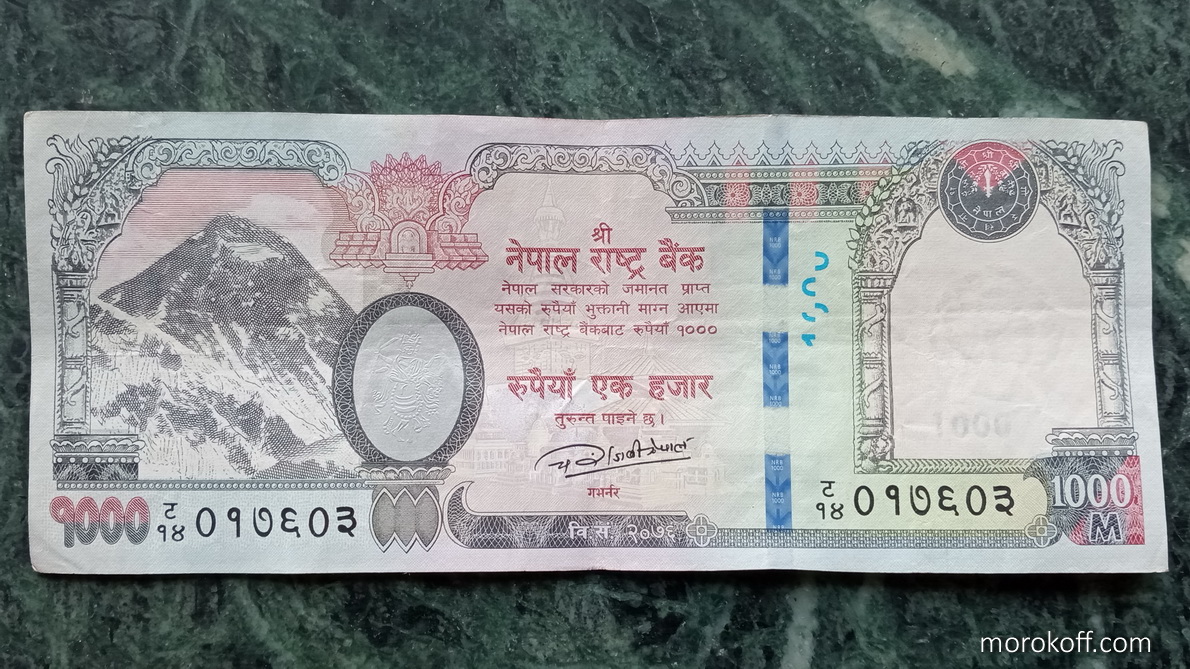 श्री
नेपाल राष्ट्र बैंक
नेपाल सरकारको जमानत प्राप्त
यसको रुपैयाँ भुक्तानी माग्न आएमा
नेपाल राष्ट्र बैंकबाट रुपैयाँ १०००
रुपैयाँ एक हजार
तुरुन्त पाइने छ।
गभर्नर
१००० ट १४ ०१७६०३
वि सं २०७६
ट १४ ०१७६०३
1000
1000
M
morokoff.com